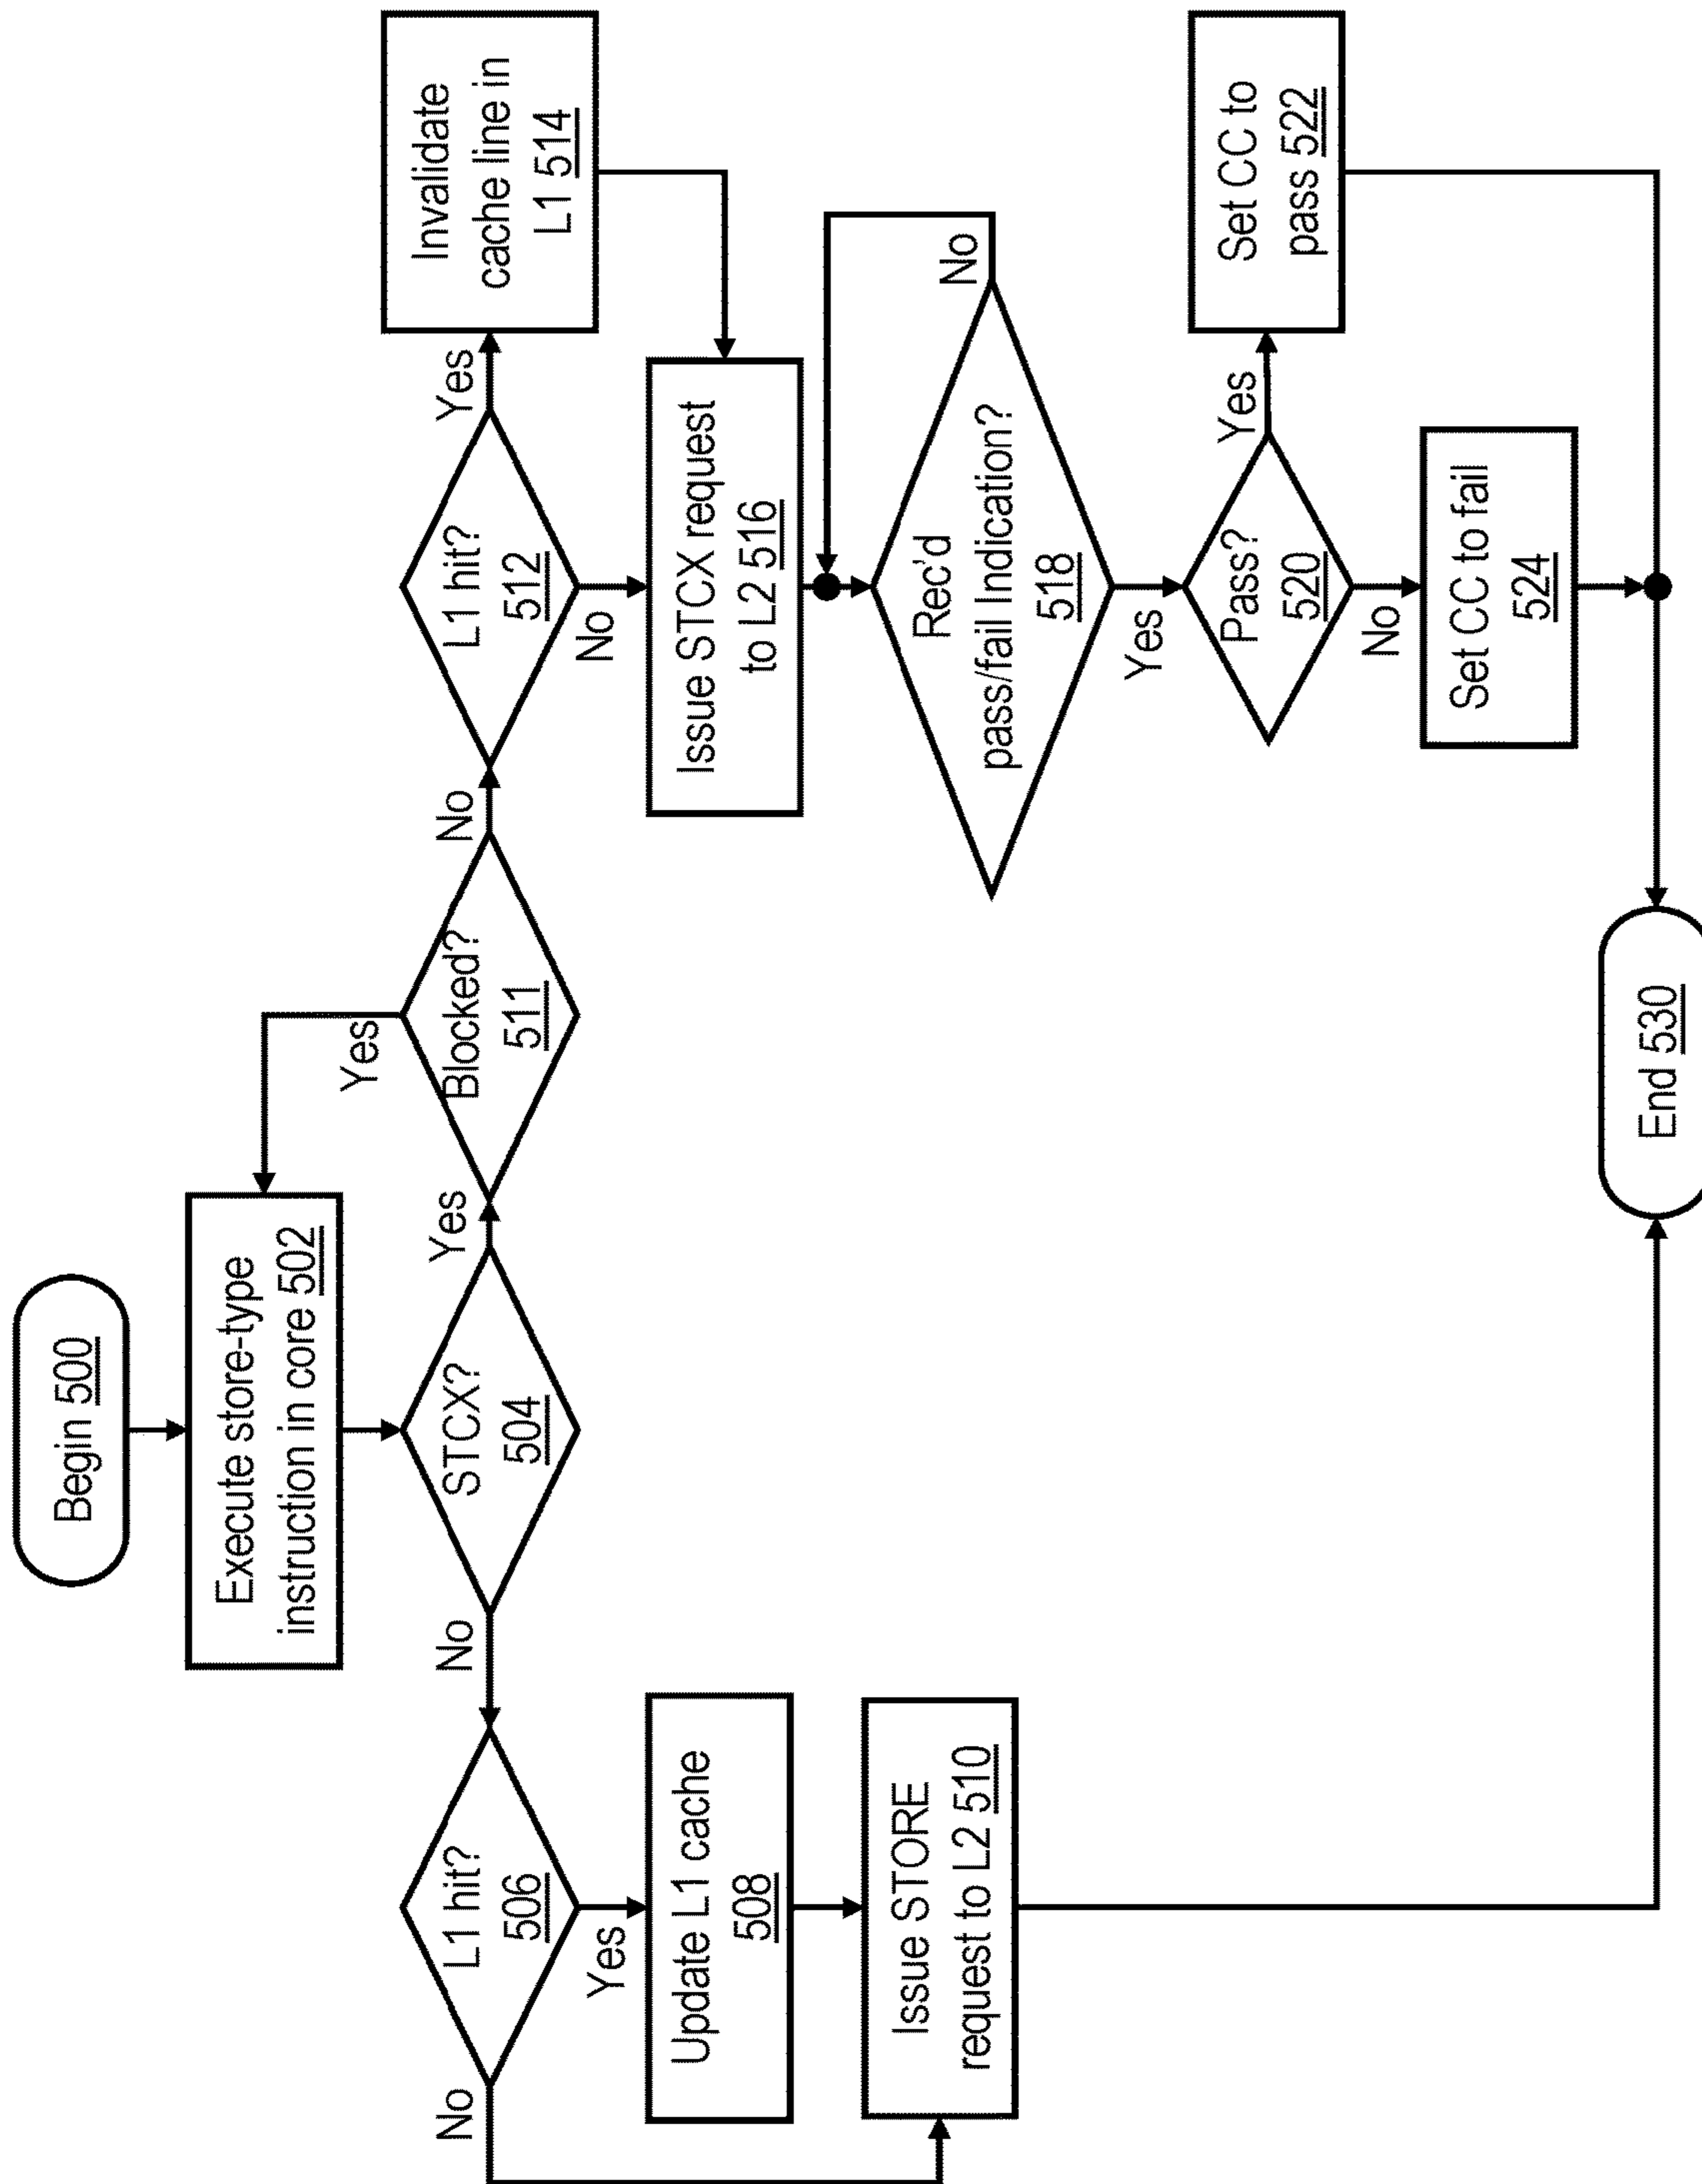 Begin 500
Execute store-type
instruction in core 502
STCX?
504
No
Yes
L1 hit?
506
No
Yes
Update L1 cache
508
Issue STORE
request to L2 510
Blocked?
511
Yes
No
L1 hit?
512
Yes
No
Invalidate
cache line in
L1 514
Issue STCX request
to L2 516
Rec'd
pass/fail Indication?
518
No
Yes
Pass?
520
Yes
No
Set CC to
pass 522
Set CC to fail
524
End 530